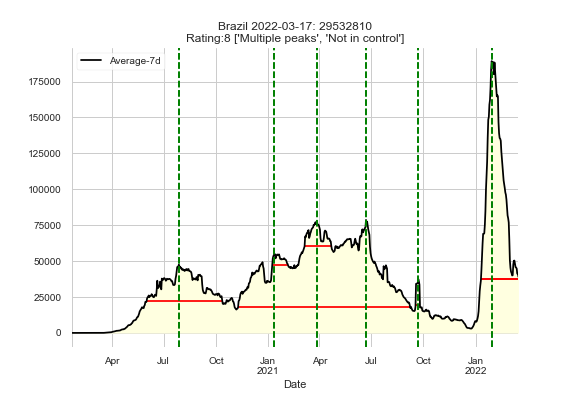 Brazil 2022-03-17: 29532810
Rating:8 ['Multiple peaks', 'Not in control']
Average-7d
175000
150000
125000
100000
75000
50000
25000
0
Apr Jul Oct Jan Apr Jul Oct Jan
2021 2022
Date